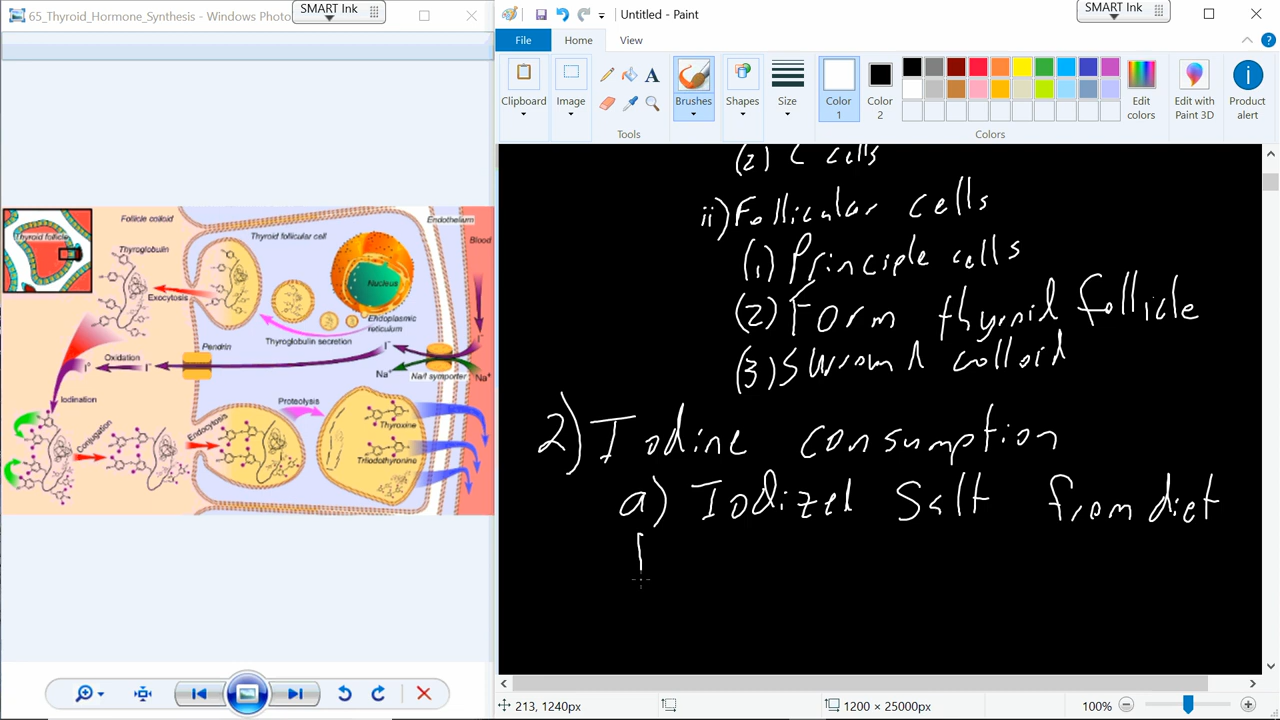 65_Thyroid_Hormone_Synthesis - Windows Photo
SMART Ink
Untitled - Paint
SMART Ink
File
Home
View
Clipboard
Image
Tools
Brushes
Shapes
Size
Color 1
Color 2
Colors
Edit colors
Edit with Paint 3D
Product alert
Thyroid follicle
Follicle colloid
Thyroglobulin
Exocytosis
Thyroid follicular cell
Endothelium
Blood
Nucleus
Endoplasmic reticulum
Thyroglobulin secretion
Pendrin
Oxidation
I⁰
I⁻
I⁻
I⁻
Na⁺
Na/I symporter
Na⁺
Iodination
Conjugation
Endocytosis
Proteolysis
Thyroxine
Triiodothyronine
(2) C cells
ii) Follicular cells
(1) Principle cells
(2) Form thyroid follicle
(3) Surround colloid
2) Iodine consumption
a) Iodized Salt from diet
213, 1240px
1200 × 25000px
100%